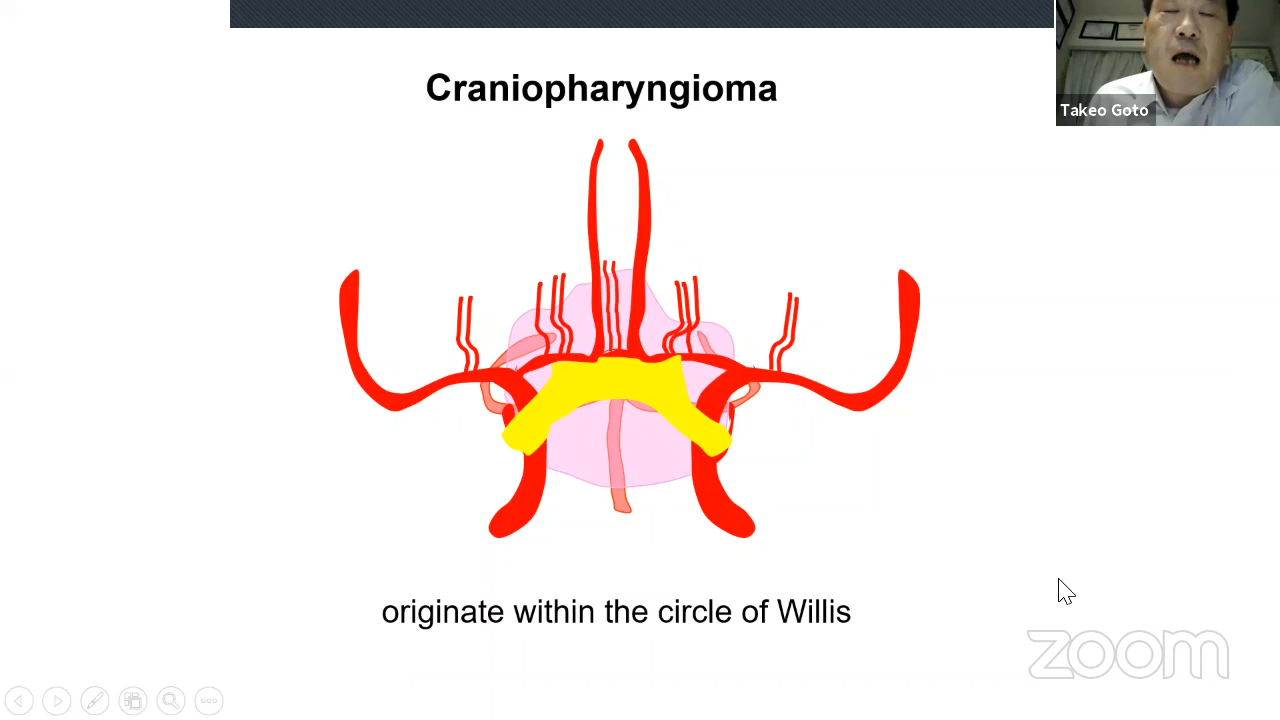 Craniopharyngioma
Takeo Goto
originate within the circle of Willis
zoom